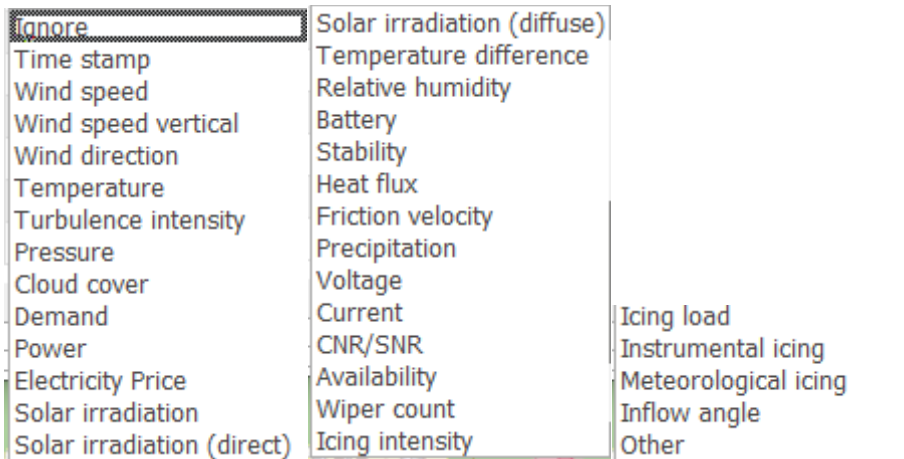 Ignore
Time stamp
Wind speed
Wind speed vertical
Wind direction
Temperature
Turbulence intensity
Pressure
Cloud cover
Demand
Power
Electricity Price
Solar irradiation
Solar irradiation (direct)
Solar irradiation (diffuse)
Temperature difference
Relative humidity
Battery
Stability
Heat flux
Friction velocity
Precipitation
Voltage
Current
CNR/SNR
Availability
Wiper count
Icing intensity
Icing load
Instrumental icing
Meteorological icing
Inflow angle
Other